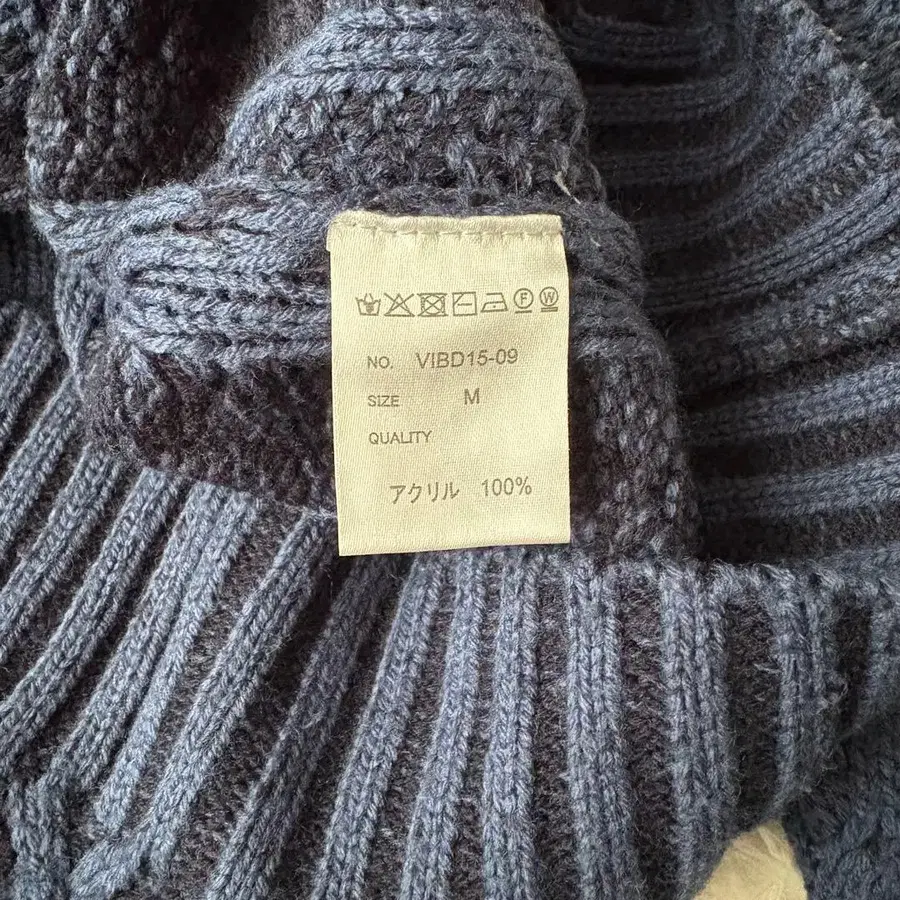 NO. VIBD15-09
SIZE M
QUALITY
アクリル 100%